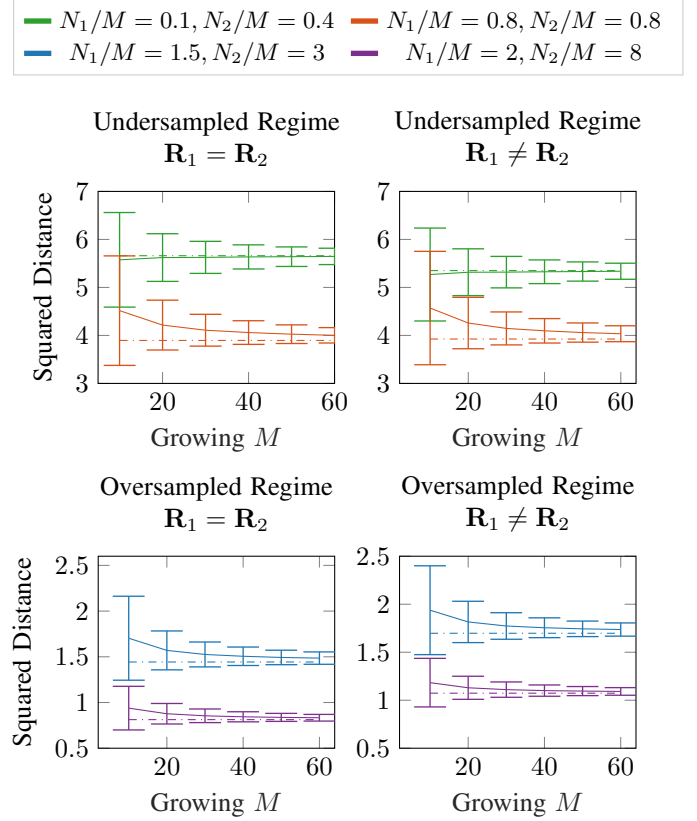 N₁/M = 0.1, N₂/M = 0.4 N₁/M = 0.8, N₂/M = 0.8
N₁/M = 1.5, N₂/M = 3 N₁/M = 2, N₂/M = 8
Undersampled Regime
R₁ = R₂
Undersampled Regime
R₁ ≠ R₂
Squared Distance
7
6
5
4
3
20 40 60
Growing M
7
6
5
4
3
20 40 60
Growing M
Oversampled Regime
R₁ = R₂
Oversampled Regime
R₁ ≠ R₂
Squared Distance
2.5
2
1.5
1
0.5
0 20 40 60
Growing M
2.5
2
1.5
1
0.5
0 20 40 60
Growing M